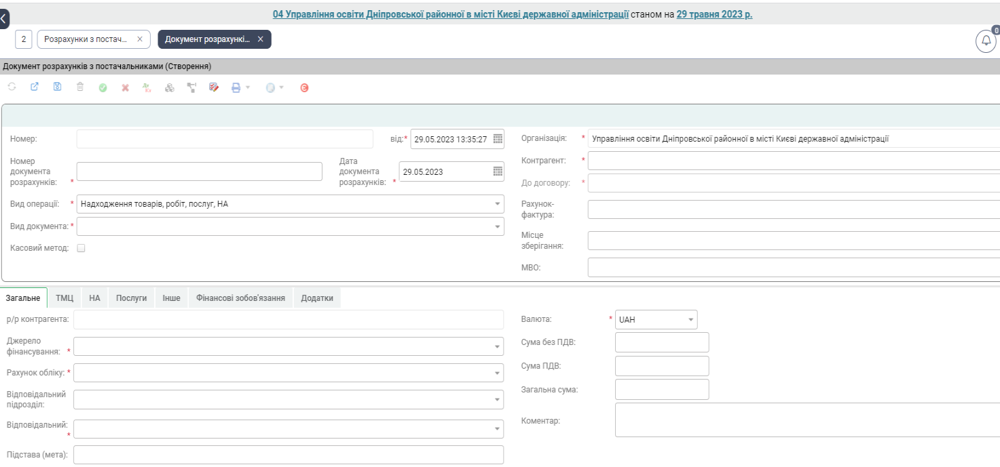 04 Управління освіти Дніпровської районної в місті Києві державної адміністрації станом на 29 травня 2023 р.
2 Розрахунки з постач... × Документ розрахункі... × 0
Документ розрахунків з постачальниками (Створення)
Дт Кт
Номер: від:* 29.05.2023 13:35:27
Організація: * Управління освіти Дніпровської районної в місті Києві державної адміністрації
Номер документа розрахунків: *
Дата документа розрахунків: * 29.05.2023
Контрагент: *
До договору: *
Вид операції: * Надходження товарів, робіт, послуг, НА
Рахунок-
фактура:
Вид документа: *
Місце
зберігання:
Касовий метод:
МВО:
Загальне ТМЦ НА Послуги Інше Фінансові зобов'язання Додатки
р/р контрагента:
Валюта: * UAH
Джерело
фінансування: *
Сума без ПДВ:
Рахунок обліку: *
Сума ПДВ:
Відповідальний
підрозділ:
Загальна сума:
Відповідальний: *
Коментар:
Підстава (мета):